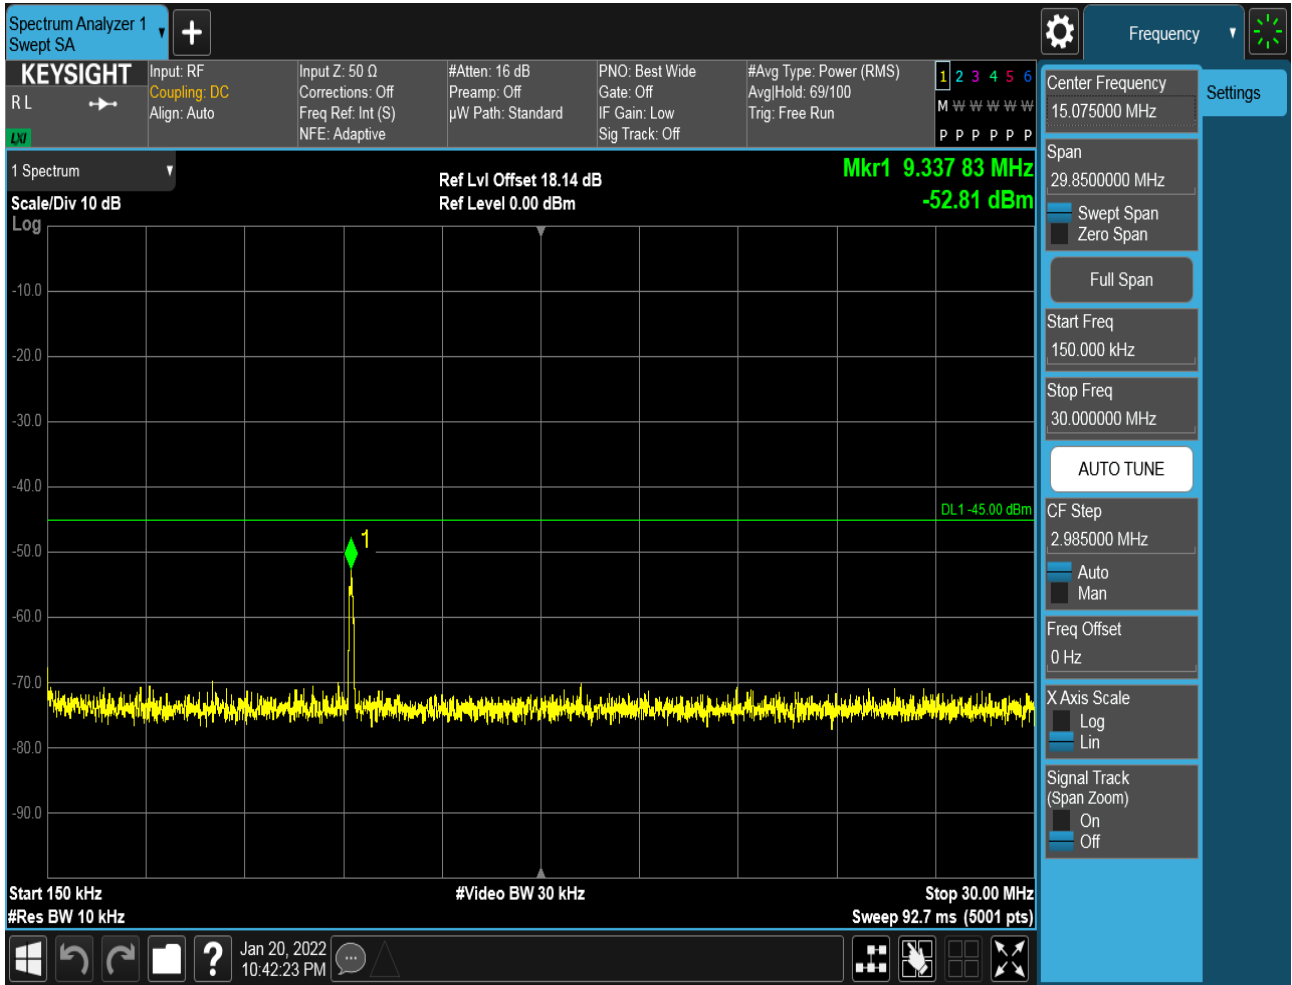 Spectrum Analyzer 1
Swept SA
Frequency
KEYSIGHT
R L
LXI
Input: RF
Coupling: DC
Align: Auto
Input Z: 50 Ω
Corrections: Off
Freq Ref: Int (S)
NFE: Adaptive
#Atten: 16 dB
Preamp: Off
µW Path: Standard
PNO: Best Wide
Gate: Off
IF Gain: Low
Sig Track: Off
#Avg Type: Power (RMS)
Avg|Hold: 69/100
Trig: Free Run
1 2 3 4 5 6
M W W W W W
P P P P P P
1 Spectrum
Scale/Div 10 dB
Log
Ref Lvl Offset 18.14 dB
Ref Level 0.00 dBm
Mkr1 9.337 83 MHz
-52.81 dBm
-10.0
-20.0
-30.0
-40.0
DL1 -45.00 dBm
1
-50.0
-60.0
-70.0
-80.0
-90.0
Start 150 kHz
#Video BW 30 kHz
Stop 30.00 MHz
#Res BW 10 kHz
Sweep 92.7 ms (5001 pts)
Center Frequency
15.075000 MHz
Settings
Span
29.8500000 MHz
Swept Span
Zero Span
Full Span
Start Freq
150.000 kHz
Stop Freq
30.000000 MHz
AUTO TUNE
CF Step
2.985000 MHz
Auto
Man
Freq Offset
0 Hz
X Axis Scale
Log
Lin
Signal Track
(Span Zoom)
On
Off
?
Jan 20, 2022
10:42:23 PM